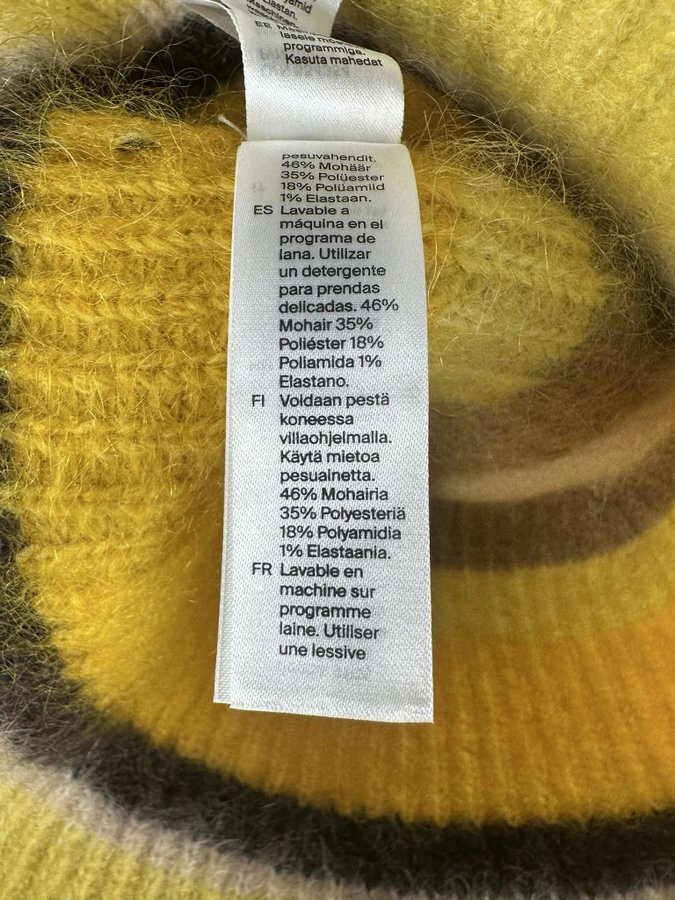 Elastan.
EE
programmiga.
Kasuta mahedat
pesuvahendit.
46% Mohäär
35% Polüester
18% Polüamiid
1% Elastaan.
ES Lavable a
máquina en el
programa de
lana. Utilizar
un detergente
para prendas
delicadas. 46%
Mohair 35%
Poliéster 18%
Poliamida 1%
Elastano.
FI Voidaan pestä
koneessa
villaohjelmalla.
Käytä mietoa
pesuainetta.
46% Mohairia
35% Polyesteriä
18% Polyamidia
1% Elastaania.
FR Lavable en
machine sur
programme
laine. Utiliser
une lessive